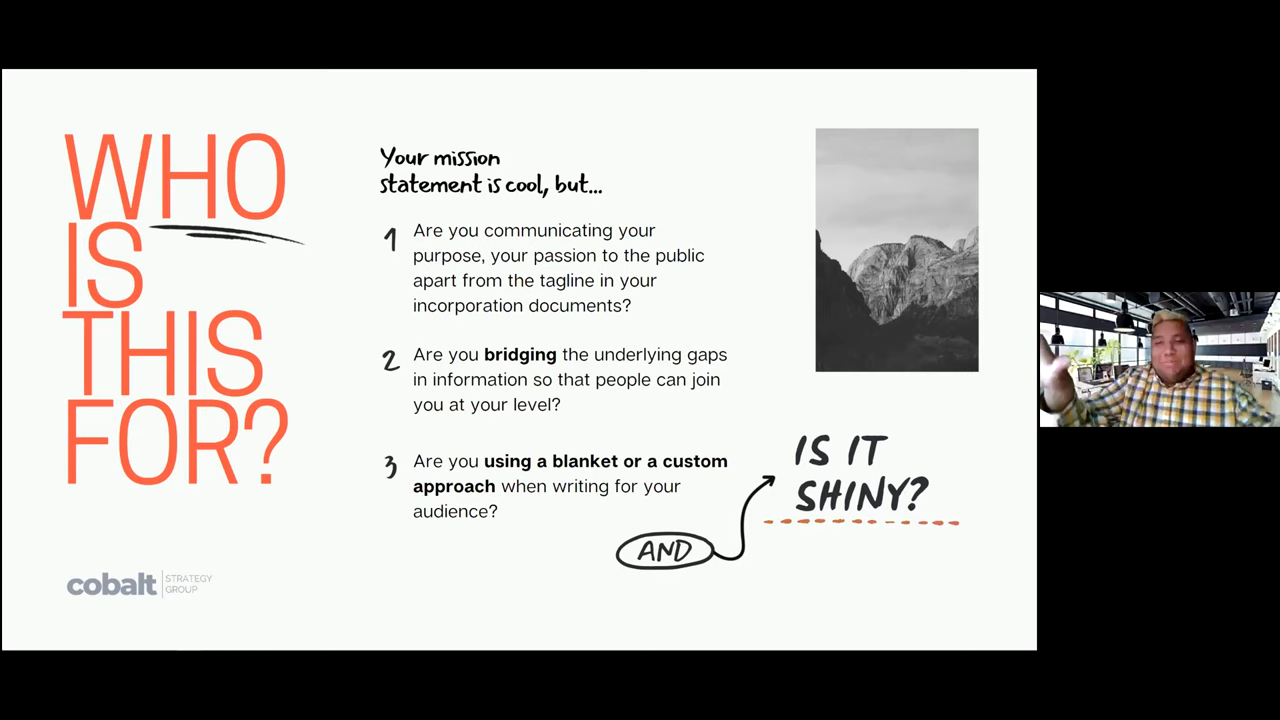 WHO
IS
THIS
FOR?
Your mission
statement is cool, but...
1 Are you communicating your
purpose, your passion to the public
apart from the tagline in your
incorporation documents?
2 Are you bridging the underlying gaps
in information so that people can join
you at your level?
3 Are you using a blanket or a custom
approach when writing for your
audience?
AND
IS IT
SHINY?
cobalt STRATEGY
GROUP